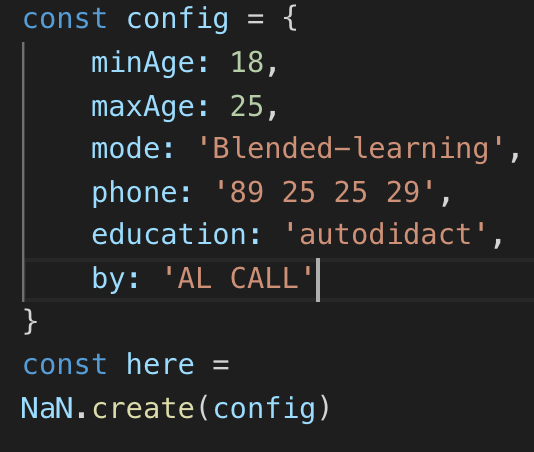 const config = {
    minAge: 18,
    maxAge: 25,
    mode: 'Blended-learning',
    phone: '89 25 25 29',
    education: 'autodidact',
    by: 'AL CALL'
}
const here =
NaN.create(config)